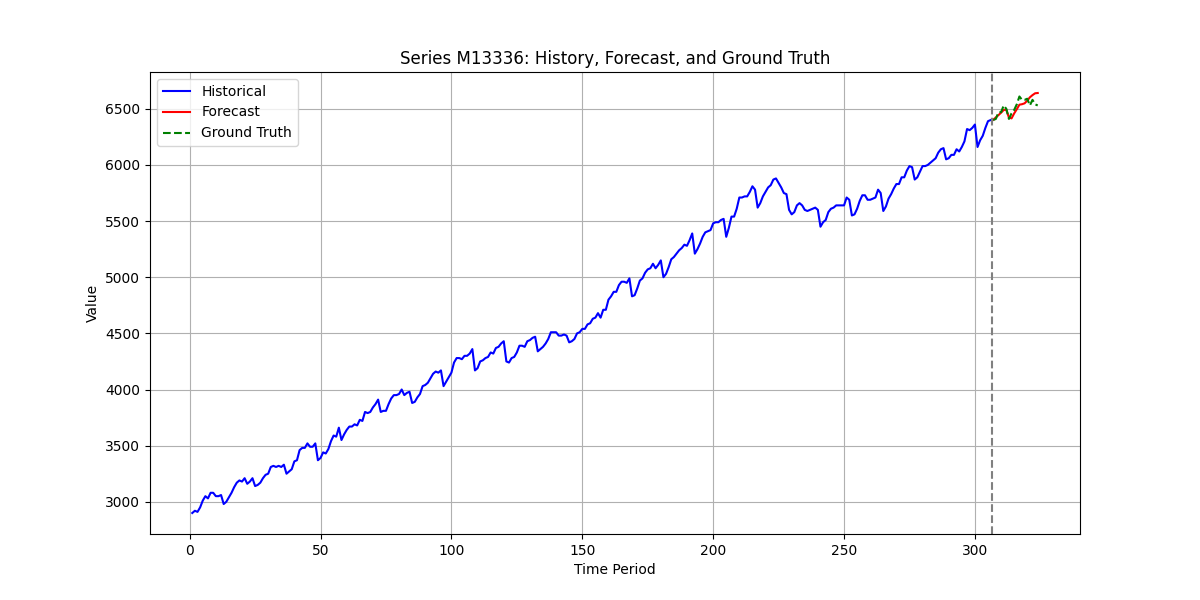 Series M13336: History, Forecast, and Ground Truth
Historical
Forecast
Ground Truth
6500
6000
5500
5000
4500
4000
3500
3000
Value
0 50 100 150 200 250 300
Time Period